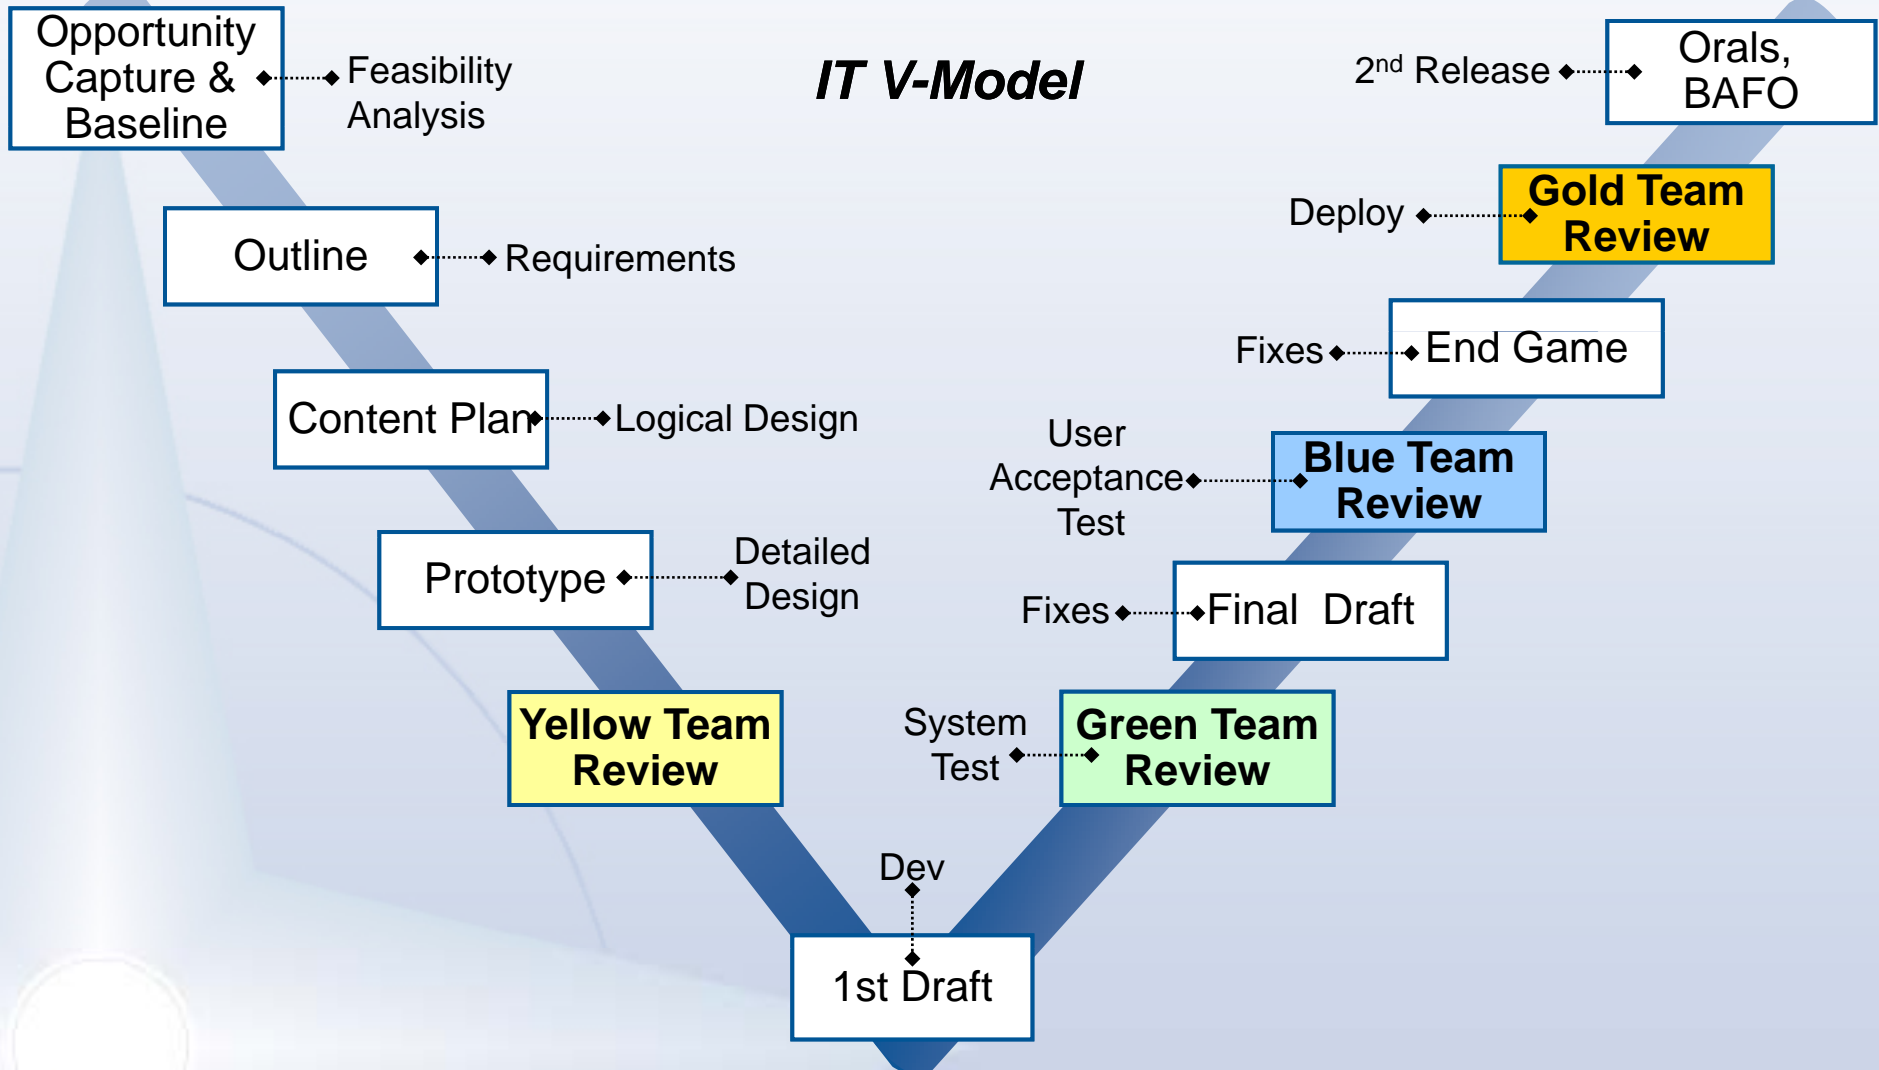 Opportunity
Capture &
Baseline
Feasibility
Analysis
IT V-Model
2nd Release
Orals,
BAFO
Outline
Requirements
Deploy
Gold Team
Review
Content Plan
Logical Design
Fixes
End Game
User
Acceptance
Test
Blue Team
Review
Prototype
Detailed
Design
Fixes
Final  Draft
Yellow Team
Review
System
Test
Green Team
Review
Dev
1st Draft